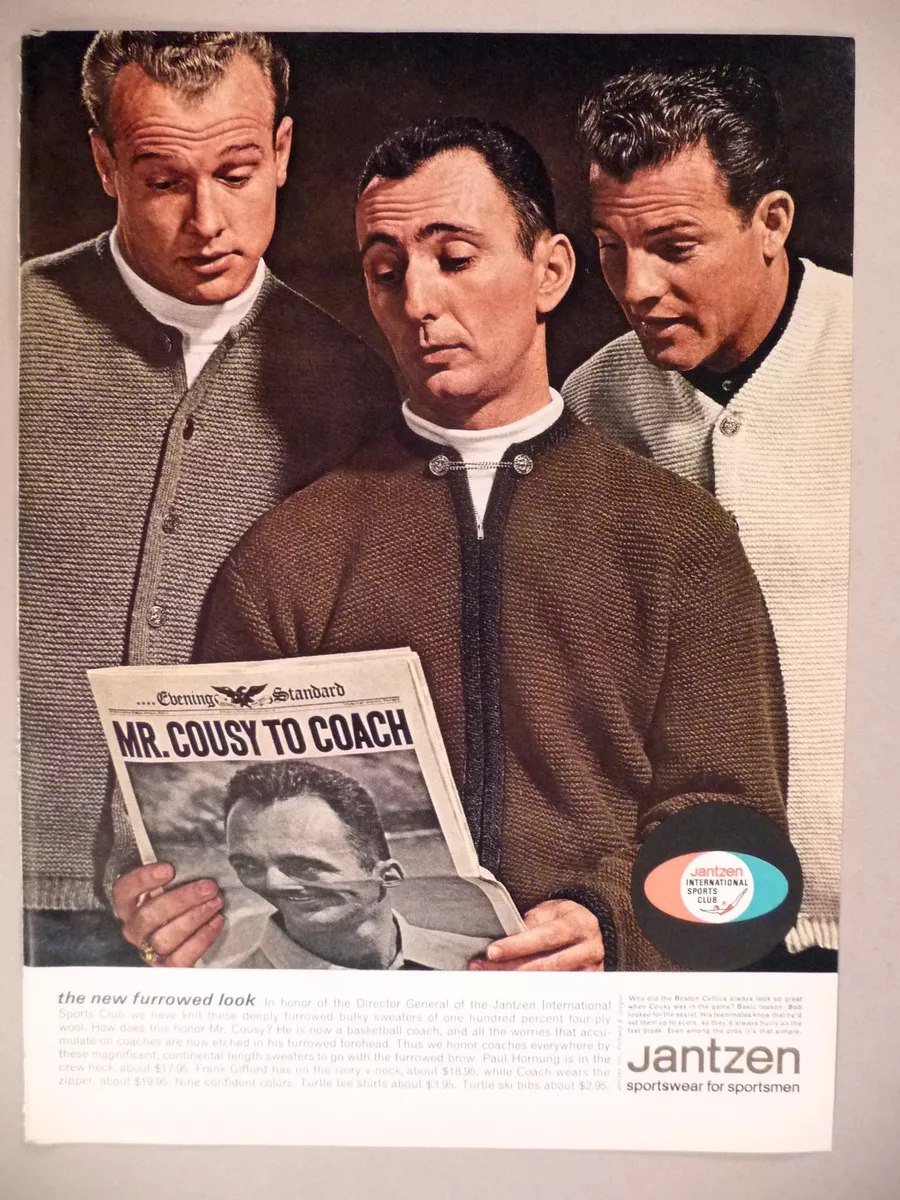 ....Evening Standard
MR. COUSY TO COACH
Jantzen
INTERNATIONAL
SPORTS
CLUB
the new furrowed look In honor of the Director General of the Jantzen International
Sports Club we have knit these deeply furrowed bulky sweaters of one hundred percent four-ply
wool. How does this honor Mr. Cousy? He is now a basketball coach, and all the worries that accu-
mulate on coaches are now etched in his furrowed forehead. Thus we honor coaches everywhere by
these magnificent, continental length sweaters to go with the furrowed brow. Paul Hornung is in the
crew neck, about $17.95. Frank Gifford has on the ivory v-neck, about $18.95, while Coach wears the
zipper, about $19.95. Nine confident colors. Turtle tee shirts about $3.95. Turtle ski bibs about $2.95.
Why did the Boston Celtics always look so great
when Cousy was in the game? Basic reason: Bob
looked for the assist. His teammates knew that he'd
set them up to score, so they'd always hurry on the
fast break. Even among the pros it's that simple.
Jantzen
sportswear for sportsmen